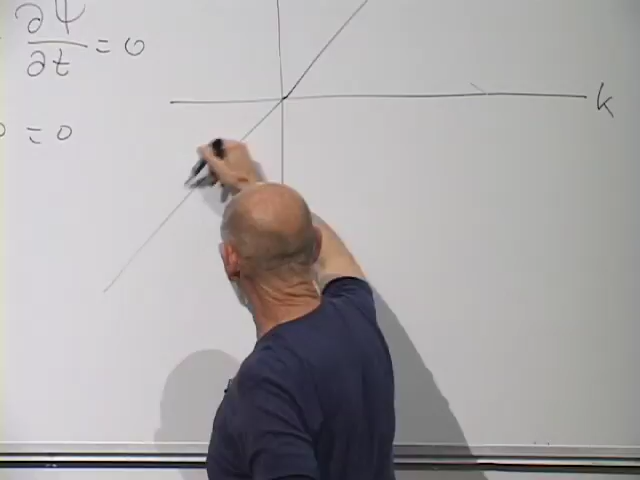 ∂Ψ/∂t = 0
= 0
k